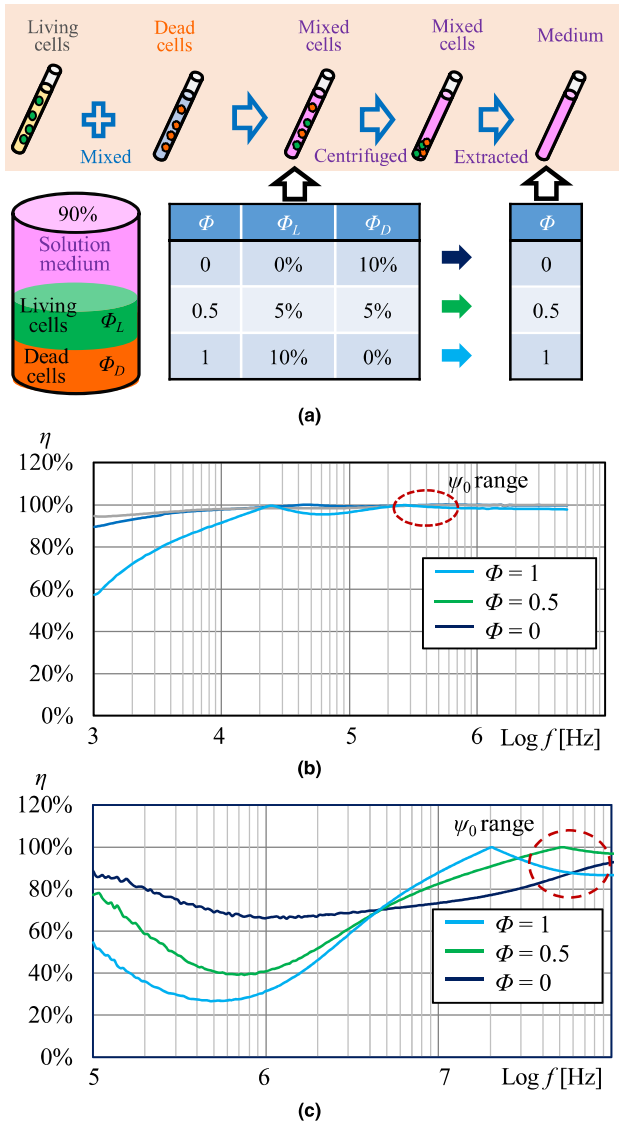 Living cells
Dead cells
Mixed cells
Mixed cells
Medium
Mixed
Centrifuged
Extracted
90%
Solution medium
Living cells Φ_L
Dead cells Φ_D
Φ Φ_L Φ_D
0 0% 10%
0.5 5% 5%
1 10% 0%
Φ
0
0.5
1
(a)
η
120%
100%
80%
60%
40%
20%
0%
ψ₀ range
Φ = 1
Φ = 0.5
Φ = 0
3 4 5 6 Log f [Hz]
(b)
η
120%
100%
80%
60%
40%
20%
0%
ψ₀ range
Φ = 1
Φ = 0.5
Φ = 0
5 6 7 Log f [Hz]
(c)